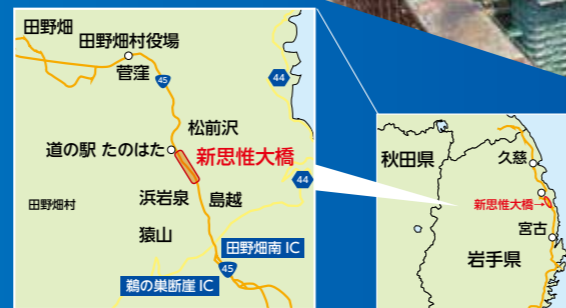 田野畑
田野畑村役場
菅窪
45
44
松前沢
道の駅 たのはた
新思惟大橋
44
田野畑村
浜岩泉
島越
猿山
田野畑南 IC
45
鵜の巣断崖 IC
秋田県
久慈
新思惟大橋→
宮古
岩手県